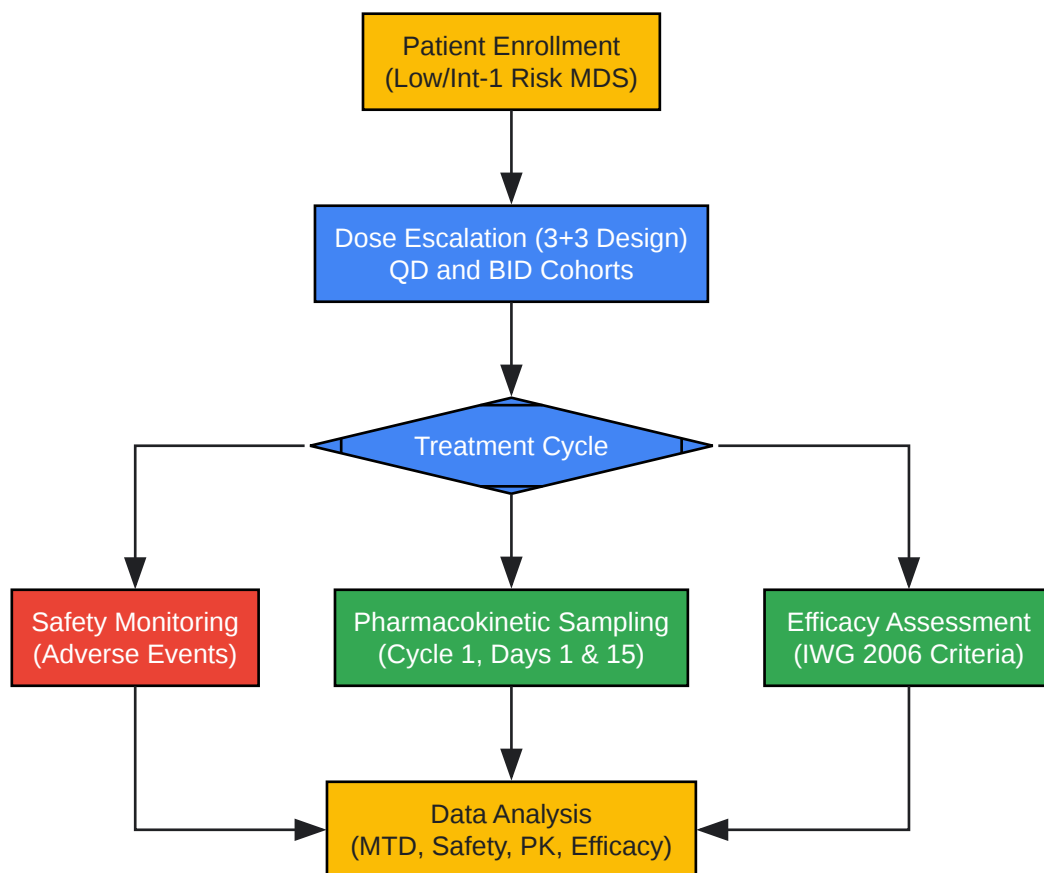 Patient Enrollment
(Low/Int-1 Risk MDS)
Dose Escalation (3+3 Design)
QD and BID Cohorts
Treatment Cycle
Safety Monitoring
(Adverse Events)
Pharmacokinetic Sampling
(Cycle 1, Days 1 & 15)
Efficacy Assessment
(IWG 2006 Criteria)
Data Analysis
(MTD, Safety, PK, Efficacy)